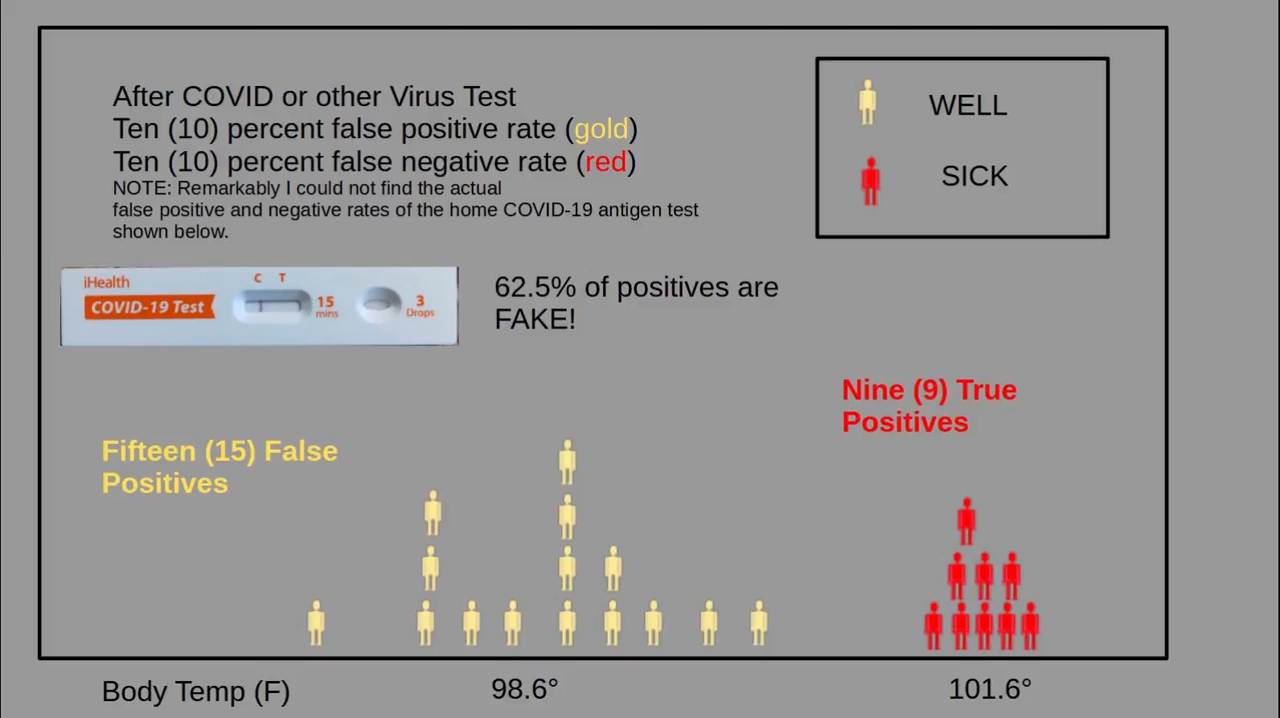 After COVID or other Virus Test
Ten (10) percent false positive rate (gold)
Ten (10) percent false negative rate (red)
NOTE: Remarkably I could not find the actual
false positive and negative rates of the home COVID-19 antigen test
shown below.
WELL
SICK
iHealth
COVID-19 Test
C T
15
mins
3
Drops
62.5% of positives are
FAKE!
Nine (9) True
Positives
Fifteen (15) False
Positives
Body Temp (F)
98.6°
101.6°